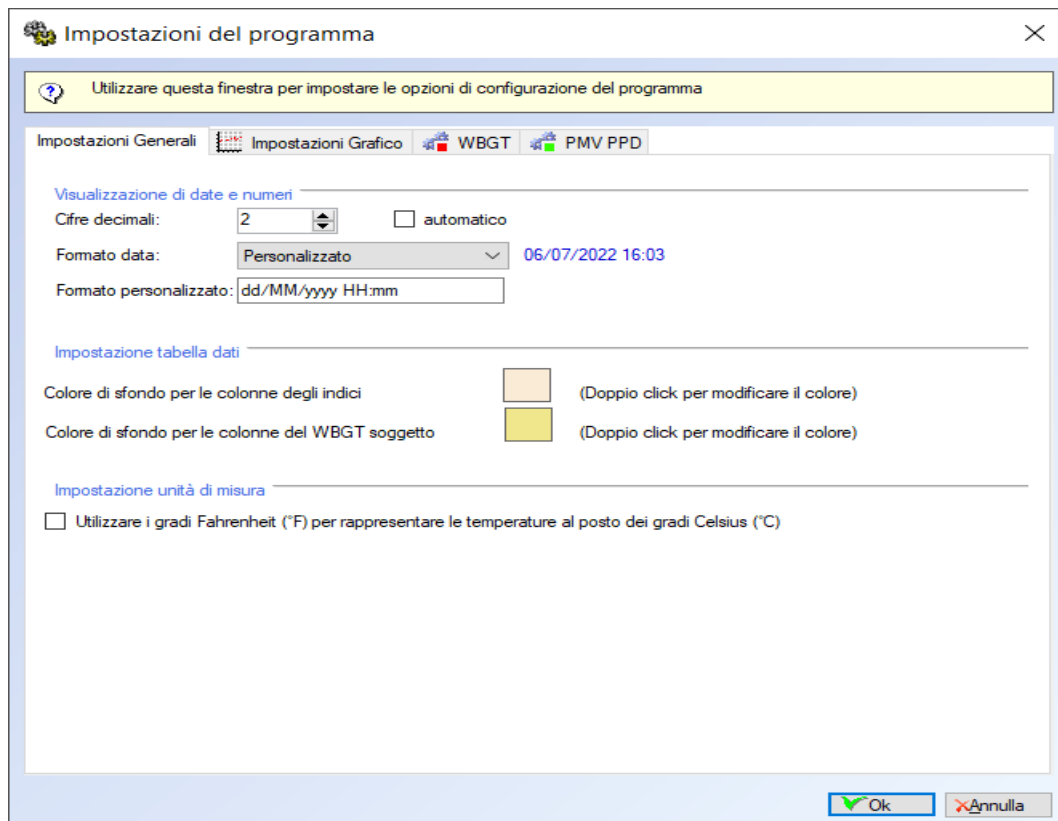 Impostazioni del programma
Utilizzare questa finestra per impostare le opzioni di configurazione del programma
Impostazioni Generali Impostazioni Grafico WBGT PMV PPD
Visualizzazione di date e numeri
Cifre decimali: 2 automatico
Formato data: Personalizzato 06/07/2022 16:03
Formato personalizzato: dd/MM/yyyy HH:mm
Impostazione tabella dati
Colore di sfondo per le colonne degli indici (Doppio click per modificare il colore)
Colore di sfondo per le colonne del WBGT soggetto (Doppio click per modificare il colore)
Impostazione unità di misura
Utilizzare i gradi Fahrenheit (°F) per rappresentare le temperature al posto dei gradi Celsius (°C)
Ok Annulla